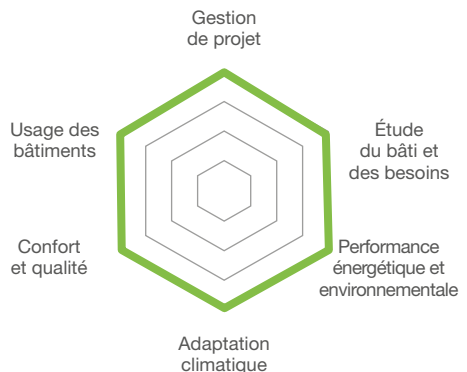 Gestion
de projet
Usage des
bâtiments
Étude
du bâti et
des besoins
Confort
et qualité
Performance
énergétique et
environnementale
Adaptation
climatique